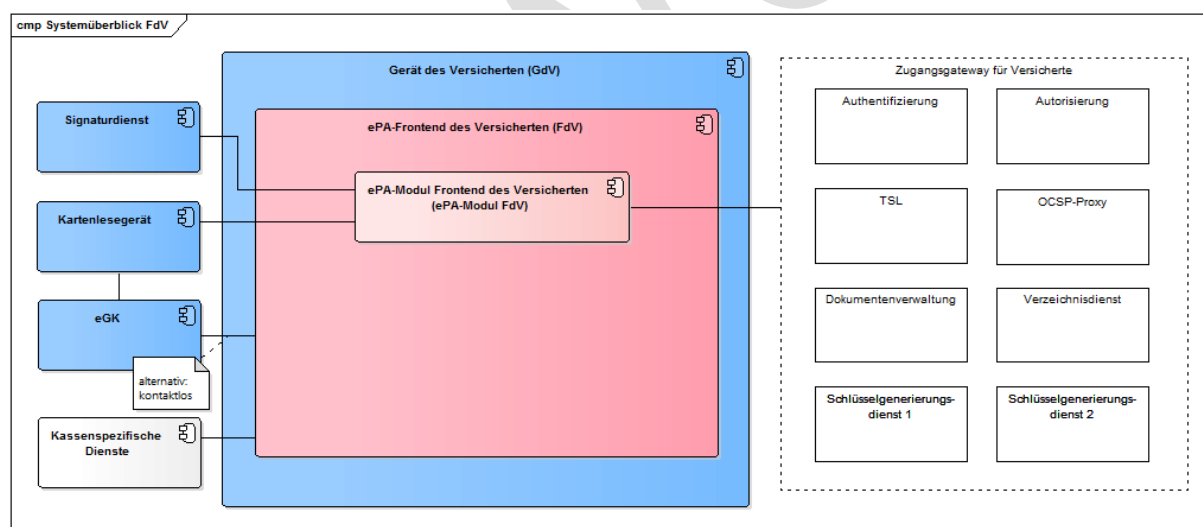 cmp Systemüberblick FdV
Gerät des Versicherten (GdV)
ePA-Frontend des Versicherten (FdV)
ePA-Modul Frontend des Versicherten
(ePA-Modul FdV)
Signaturdienst
Kartenlesegerät
eGK
alternativ:
kontaktlos
Kassenspezifische
Dienste
Zugangsgateway für Versicherte
Authentifizierung
Autorisierung
TSL
OCSP-Proxy
Dokumentenverwaltung
Verzeichnisdienst
Schlüsselgenerierungs-
dienst 1
Schlüsselgenerierungs-
dienst 2